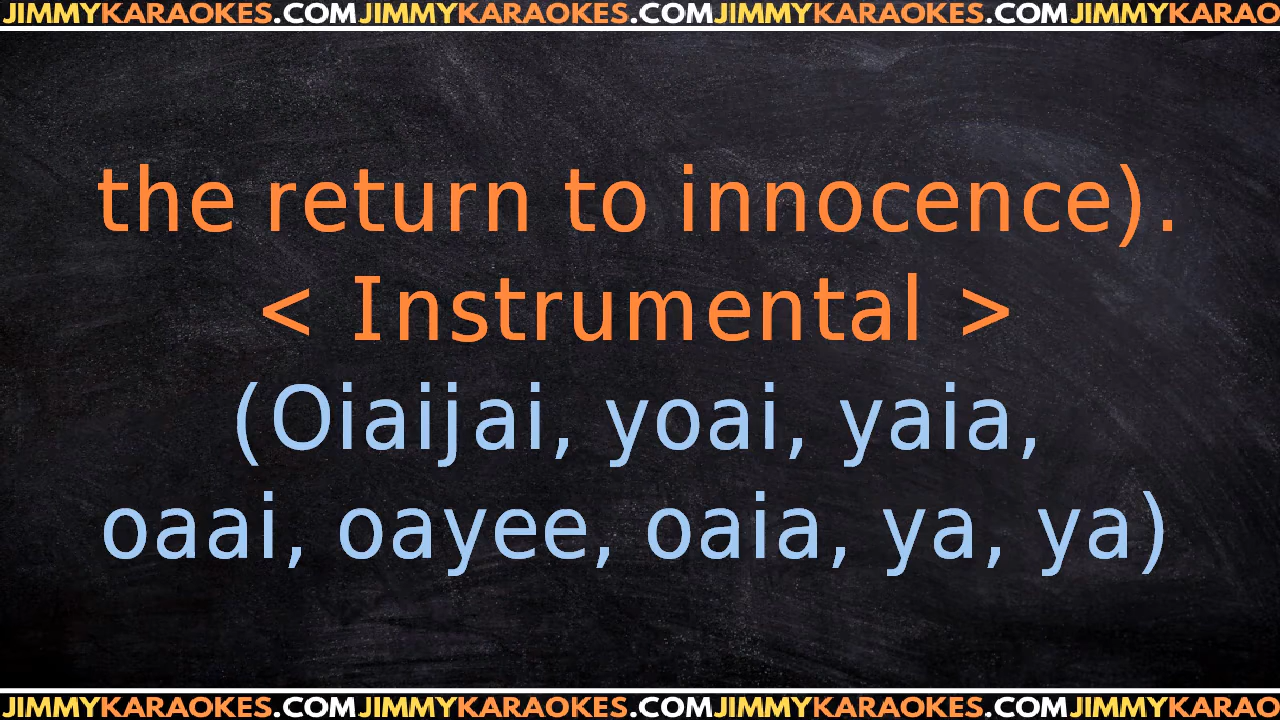 JIMMYKARAOKES.COMJIMMYKARAOKES.COMJIMMYKARAOKES.COMJIMMYKARAO
the return to innocence).
< Instrumental >
(Oiaijai, yoai, yaia,
oaai, oayee, oaia, ya, ya)
JIMMYKARAOKES.COMJIMMYKARAOKES.COMJIMMYKARAOKES.COMJIMMYKARAO